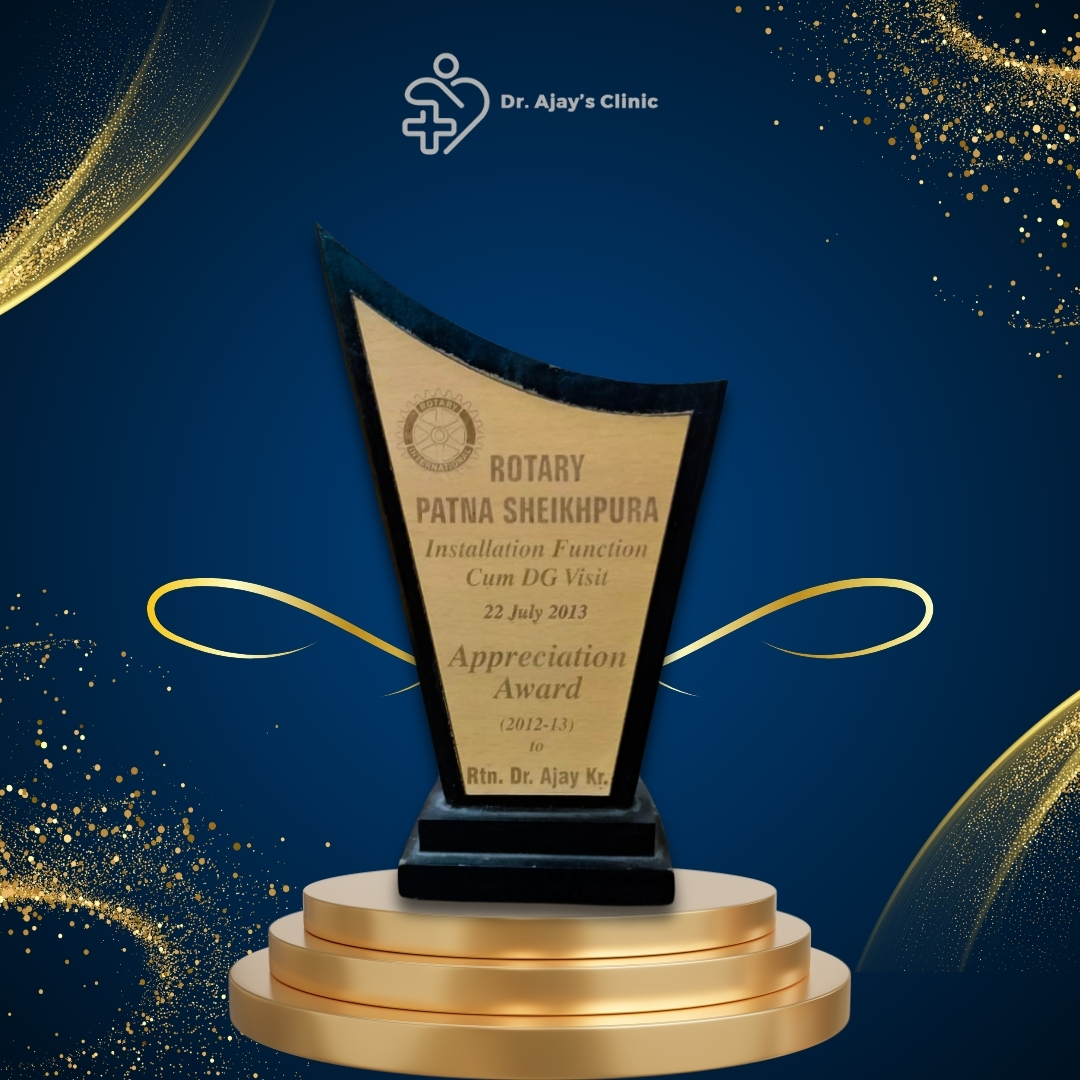 Dr. Ajay's Clinic
ROTARY
INTERNATIONAL
ROTARY
PATNA SHEIKHPURA
Installation Function
Cum DG Visit
22 July 2013
Appreciation
Award
(2012-13)
to
Rtn. Dr. Ajay Kr.